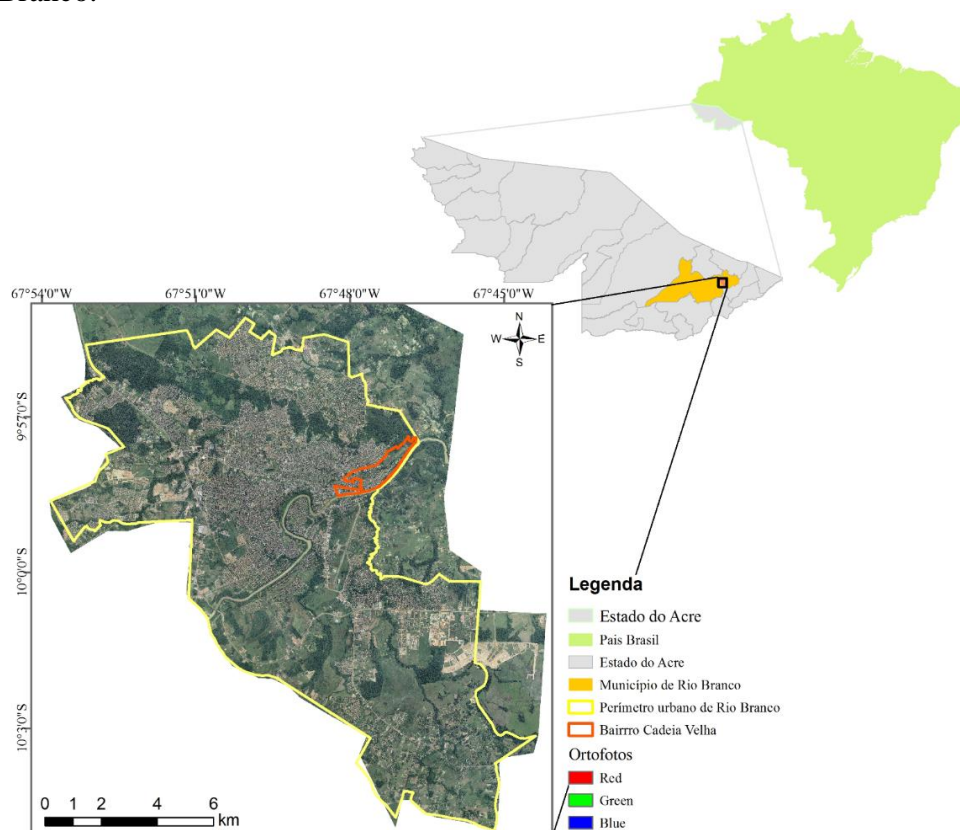 Branco.
67°54'0"W 67°51'0"W 67°48'0"W 67°45'0"W
N
W E
S
9°57'0"S
10°0'0"S
10°3'0"S
0 1 2 4 6
km
Legenda
Estado do Acre
Pais Brasil
Estado do Acre
Município de Rio Branco
Perímetro urbano de Rio Branco
Bairrro Cadeia Velha
Ortofotos
Red
Green
Blue